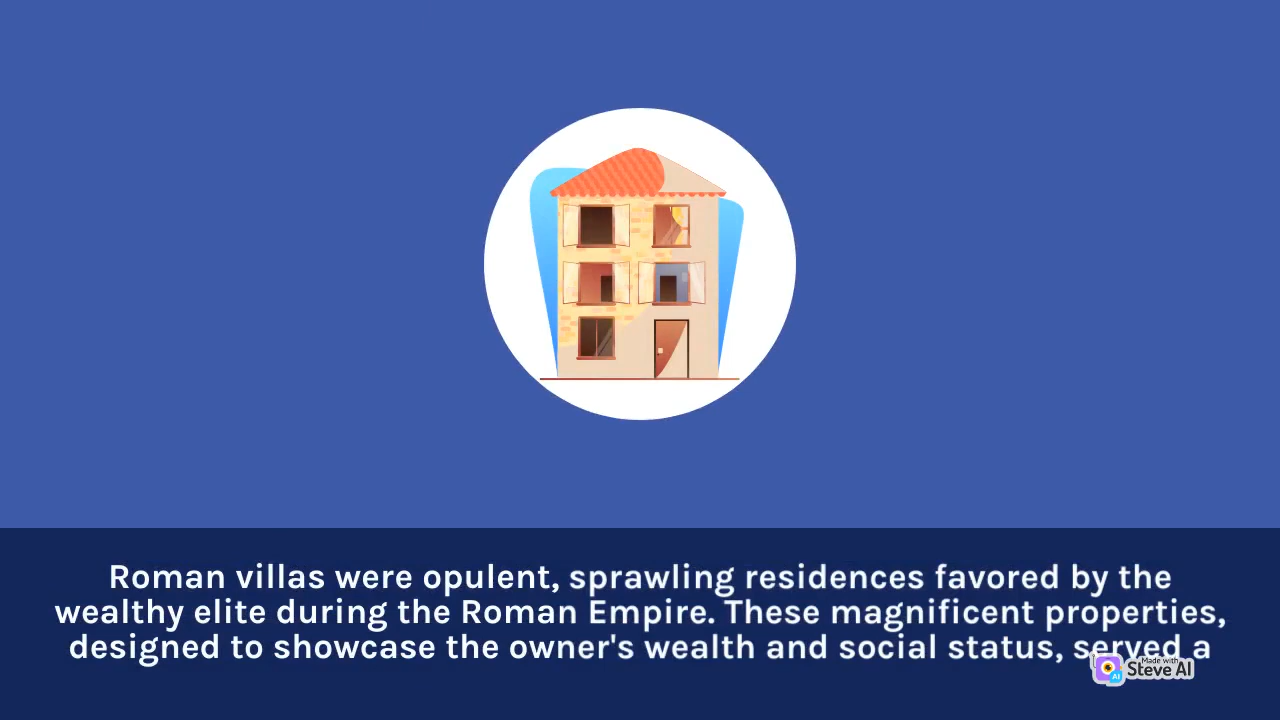 Roman villas were opulent, sprawling residences favored by the
wealthy elite during the Roman Empire. These magnificent properties,
designed to showcase the owner's wealth and social status, served a
Made with
Steve AI
AI